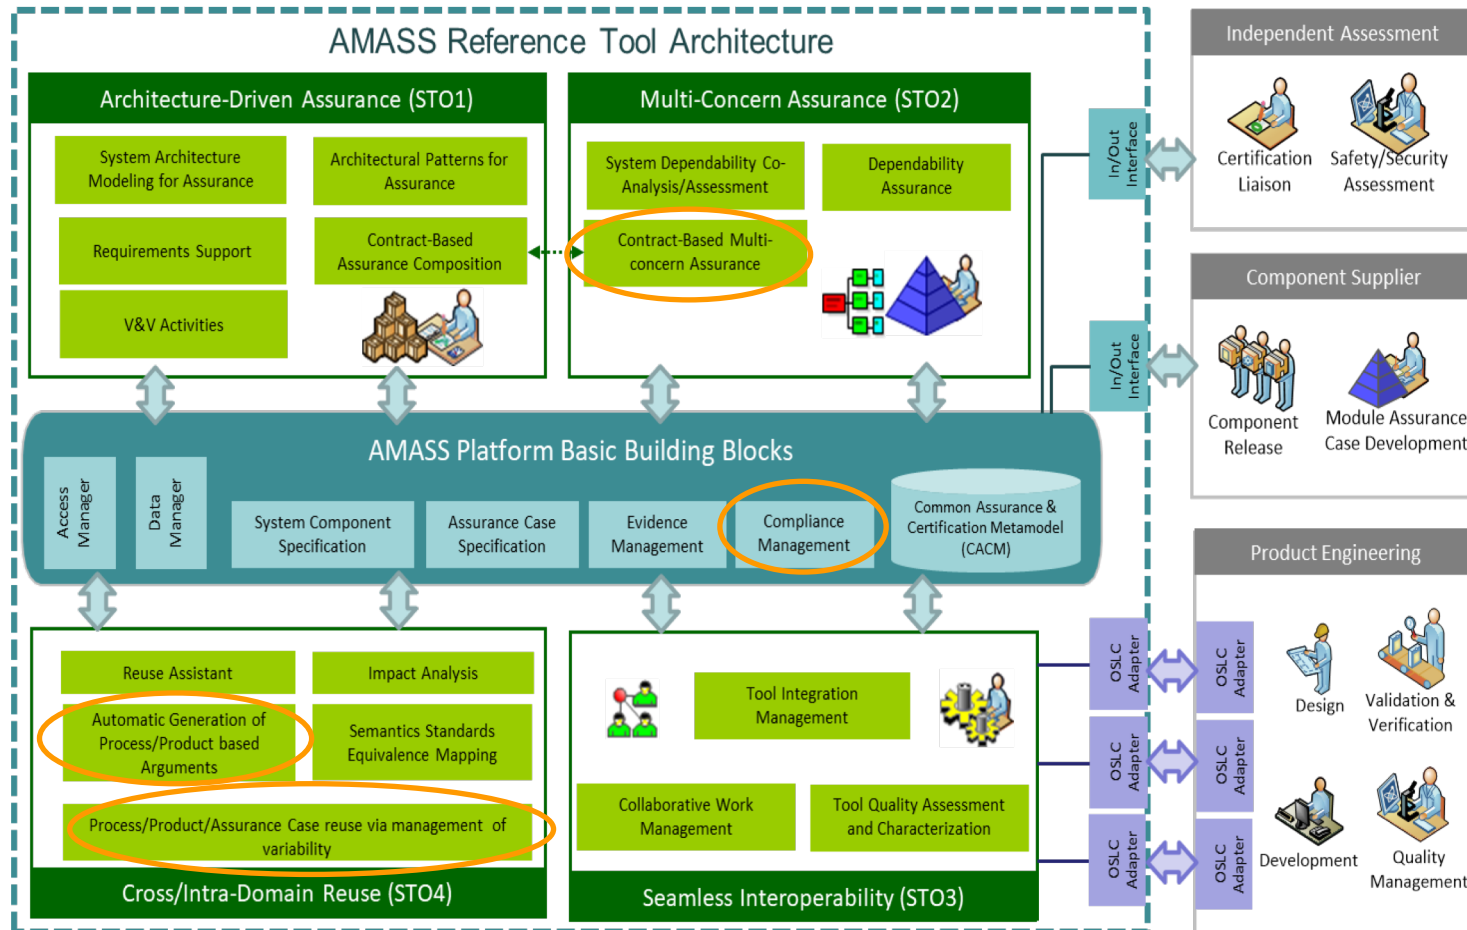 AMASS Reference Tool Architecture
Architecture-Driven Assurance (STO1)
System Architecture
Modeling for Assurance
Architectural Patterns for
Assurance
Requirements Support
Contract-Based
Assurance Composition
V&V Activities
Multi-Concern Assurance (STO2)
System Dependability Co-
Analysis/Assessment
Dependability
Assurance
Contract-Based Multi-
concern Assurance
In/Out
Interface
In/Out
Interface
Independent Assessment
Certification
Liaison
Safety/Security
Assessment
Component Supplier
Component
Release
Module Assurance
Case Development
AMASS Platform Basic Building Blocks
Access
Manager
Data
Manager
System Component
Specification
Assurance Case
Specification
Evidence
Management
Compliance
Management
Common Assurance &
Certification Metamodel
(CACM)
Reuse Assistant
Impact Analysis
Automatic Generation of
Process/Product based
Arguments
Semantics Standards
Equivalence Mapping
Process/Product/Assurance Case reuse via management of
variability
Cross/Intra-Domain Reuse (STO4)
Tool Integration
Management
Collaborative Work
Management
Tool Quality Assessment
and Characterization
Seamless Interoperability (STO3)
OSLC
Adapter
OSLC
Adapter
OSLC
Adapter
OSLC
Adapter
OSLC
Adapter
OSLC
Adapter
Product Engineering
Design
Validation &
Verification
Development
Quality
Management